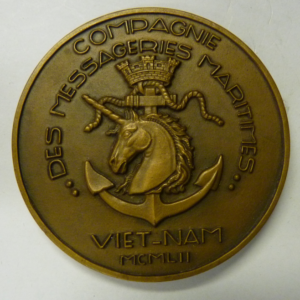 COMPAGNIE
..DES MESSAGERIES MARITIMES..
VIET-NAM
MCMLII